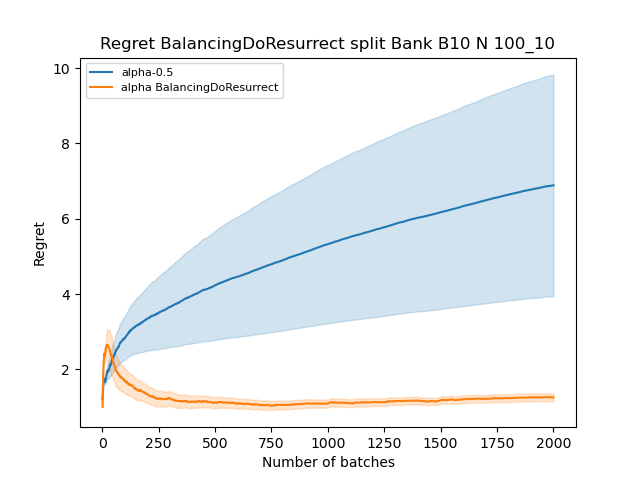 Regret BalancingDoResurrect split Bank B10 N 100_10
alpha-0.5
alpha BalancingDoResurrect
10
8
6
4
2
Regret
0 250 500 750 1000 1250 1500 1750 2000
Number of batches